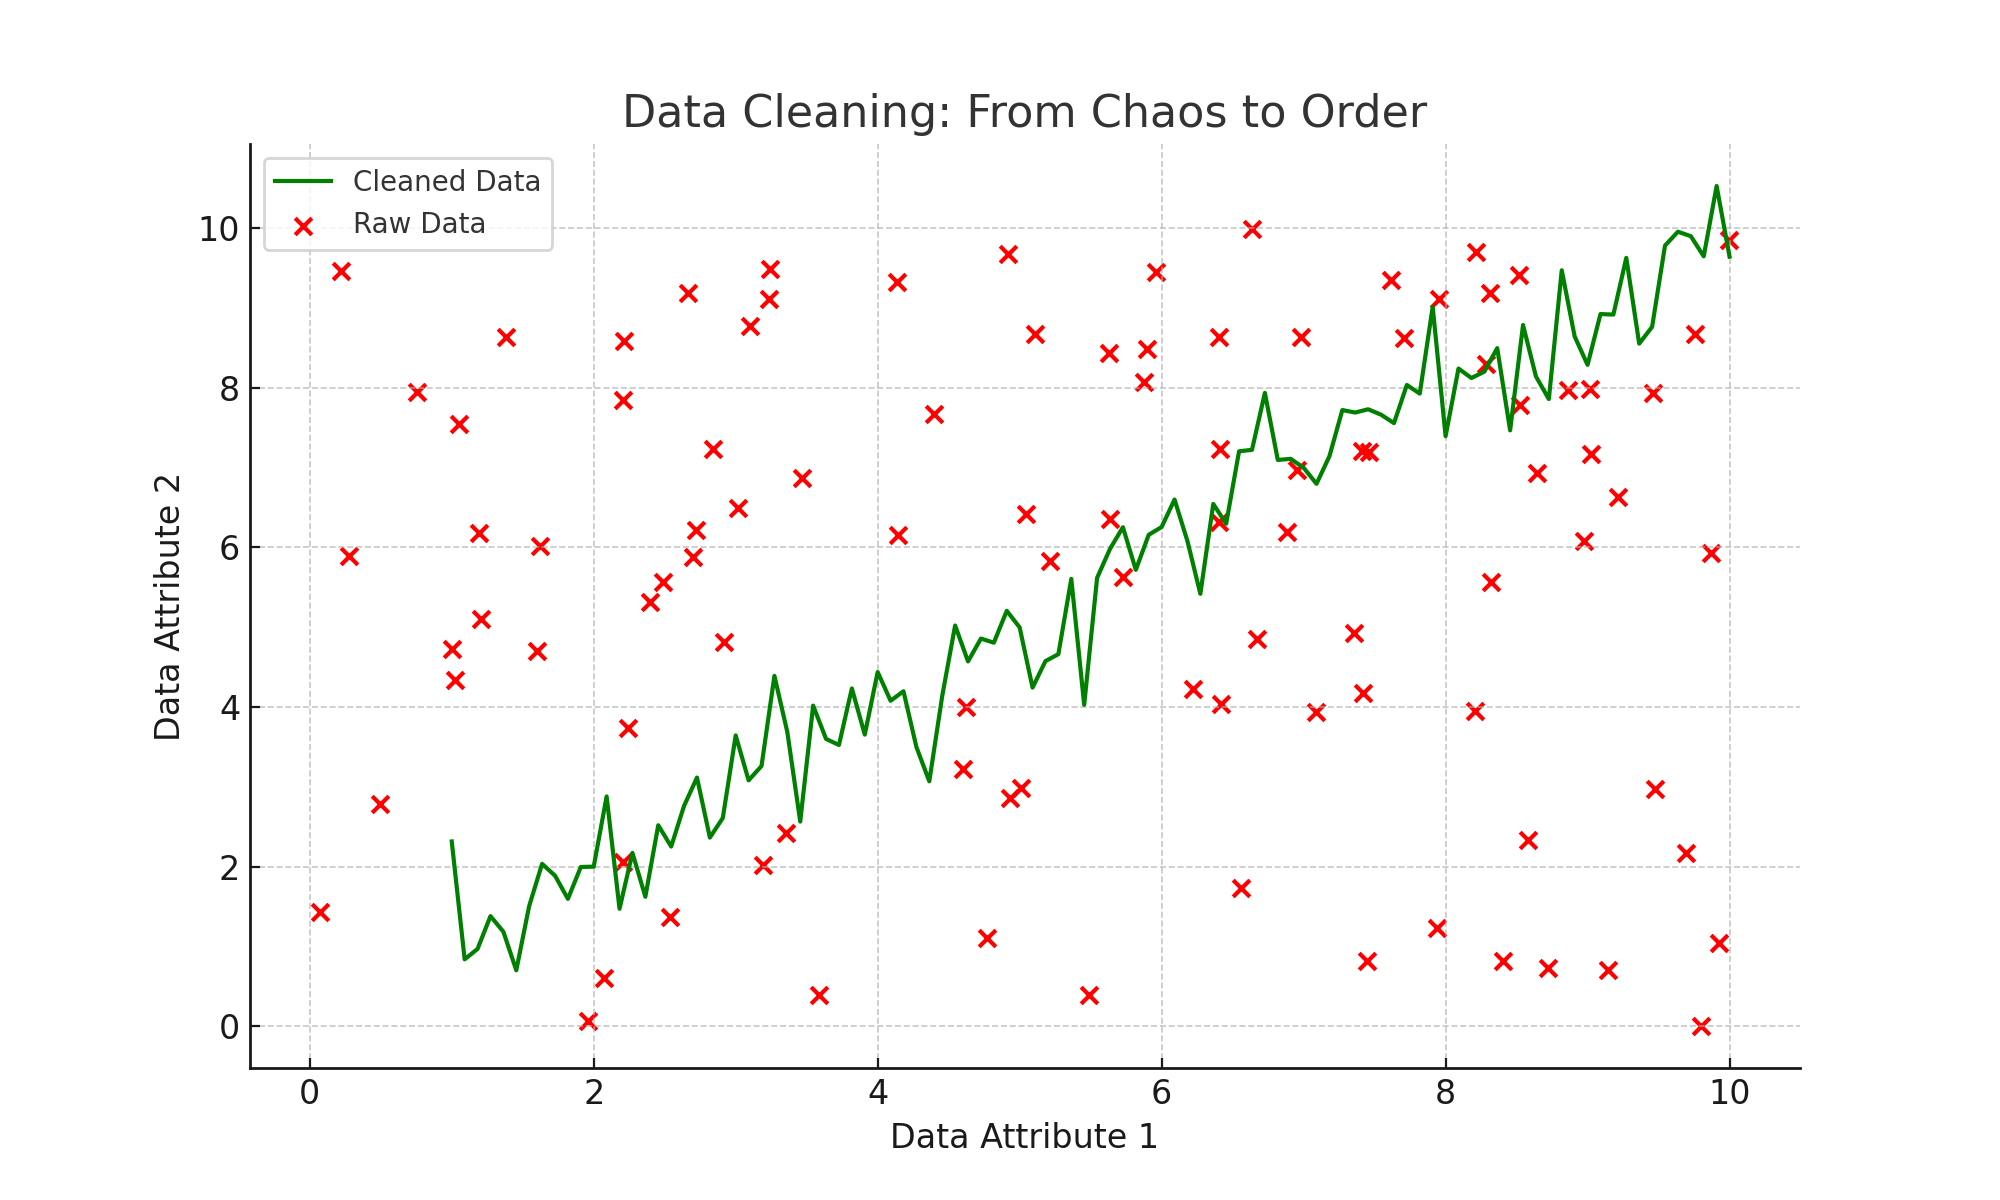 Data Cleaning: From Chaos to Order
Cleaned Data
Raw Data
10
8
6
4
2
0
Data Attribute 2
0 2 4 6 8 10
Data Attribute 1